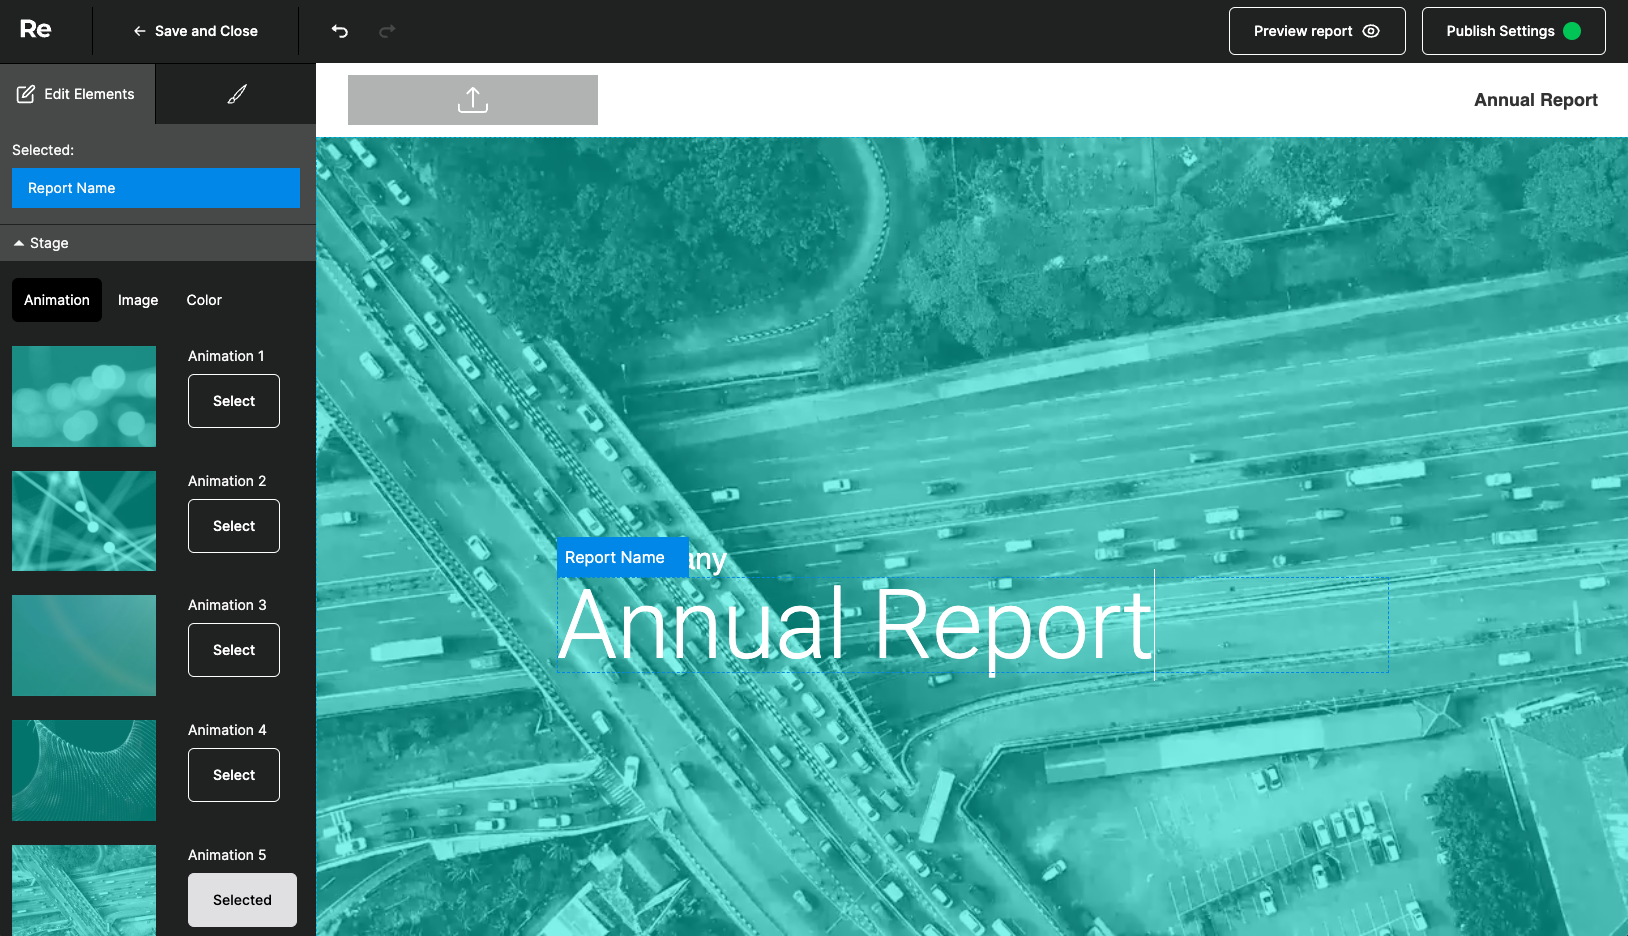 Re
Save and Close
Preview report
Publish Settings
Edit Elements
Selected:
Report Name
Stage
Animation
Image
Color
Animation 1
Select
Animation 2
Select
Animation 3
Select
Animation 4
Select
Animation 5
Selected
Annual Report
Report Name
any
Annual Report